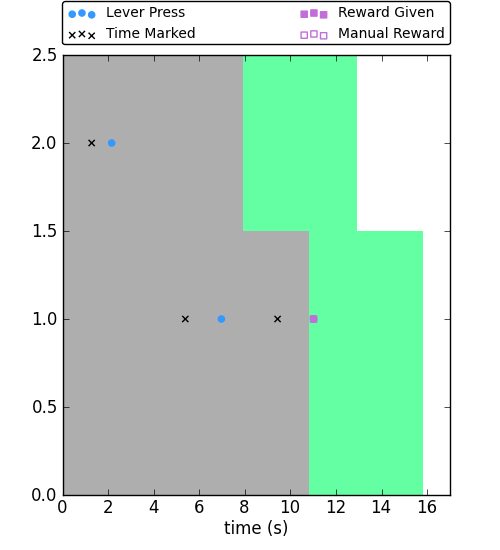 Lever Press
Reward Given
Time Marked
Manual Reward
2.5
2.0
1.5
1.0
0.5
0.0
0 2 4 6 8 10 12 14 16
time (s)